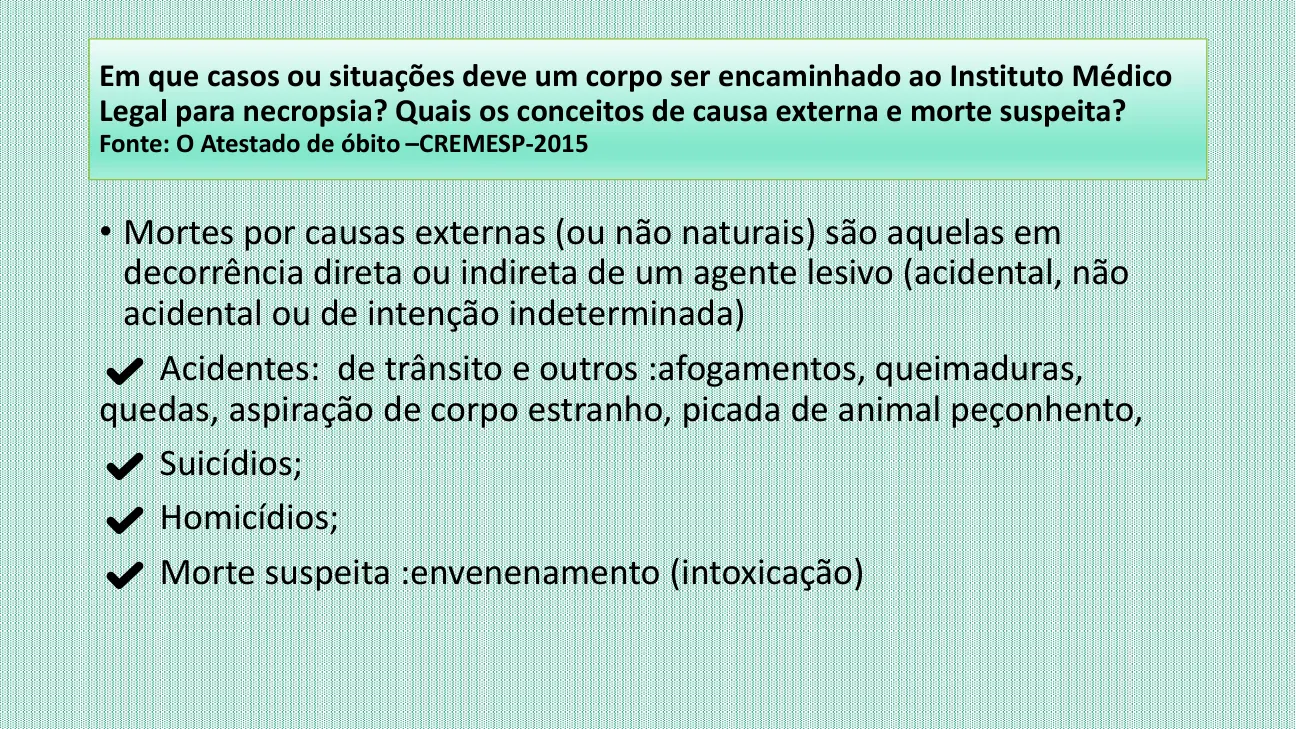 Em que casos ou situações deve um corpo ser encaminhado ao Instituto Médico
Legal para necropsia? Quais os conceitos de causa externa e morte suspeita?
Fonte: O Atestado de óbito –CREMESP-2015
• Mortes por causas externas (ou não naturais) são aquelas em
decorrência direta ou indireta de um agente lesivo (acidental, não
acidental ou de intenção indeterminada)
✔ Acidentes: de trânsito e outros :afogamentos, queimaduras,
quedas, aspiração de corpo estranho, picada de animal peçonhento,
✔ Suicídios;
✔ Homicídios;
✔ Morte suspeita :envenenamento (intoxicação)